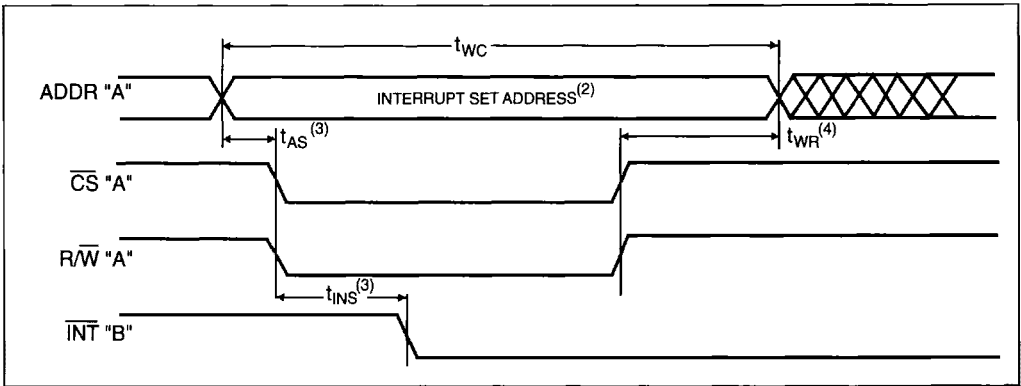 tWC
ADDR "A"
INTERRUPT SET ADDRESS(2)
tAS(3)
tWR(4)
CS "A"
R/W "A"
tINS(3)
INT "B"